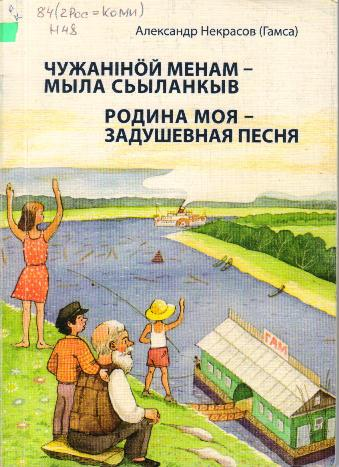 84(2Рос=Коми)
Н48
Александр Некрасов (Гамса)
ЧУЖАНІНӦЙ МЕНАМ –
МЫЛА СЬЫЛАНКЫВ
РОДИНА МОЯ –
ЗАДУШЕВНАЯ ПЕСНЯ
ГАМ